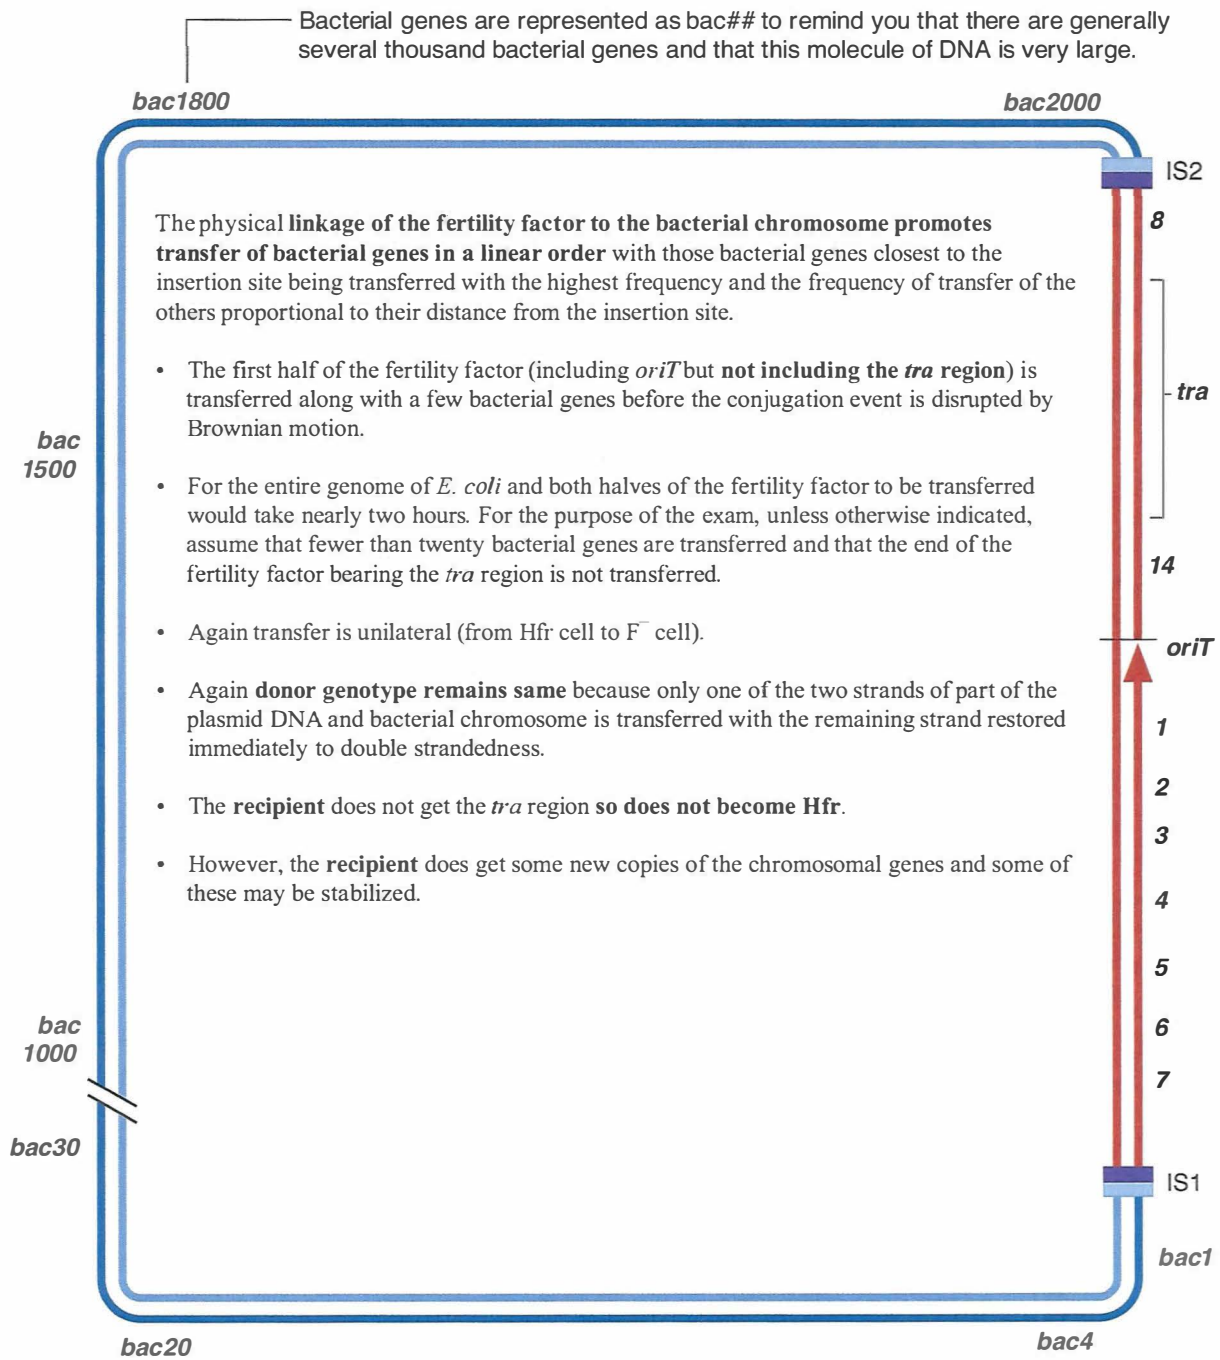 Bacterial genes are represented as bac## to remind you that there are generally
several thousand bacterial genes and that this molecule of DNA is very large.
bac1800
bac2000
IS2
8
The physical linkage of the fertility factor to the bacterial chromosome promotes
transfer of bacterial genes in a linear order with those bacterial genes closest to the
insertion site being transferred with the highest frequency and the frequency of transfer of the
others proportional to their distance from the insertion site.
• The first half of the fertility factor (including oriT but not including the tra region) is
transferred along with a few bacterial genes before the conjugation event is disrupted by
Brownian motion.
tra
bac
1500
• For the entire genome of E. coli and both halves of the fertility factor to be transferred
would take nearly two hours. For the purpose of the exam, unless otherwise indicated,
assume that fewer than twenty bacterial genes are transferred and that the end of the
fertility factor bearing the tra region is not transferred.
14
• Again transfer is unilateral (from Hfr cell to F⁻ cell).
oriT
• Again donor genotype remains same because only one of the two strands of part of the
plasmid DNA and bacterial chromosome is transferred with the remaining strand restored
immediately to double strandedness.
1
2
• The recipient does not get the tra region so does not become Hfr.
3
• However, the recipient does get some new copies of the chromosomal genes and some of
these may be stabilized.
4
5
6
bac
1000
7
bac30
IS1
bac1
bac20
bac4